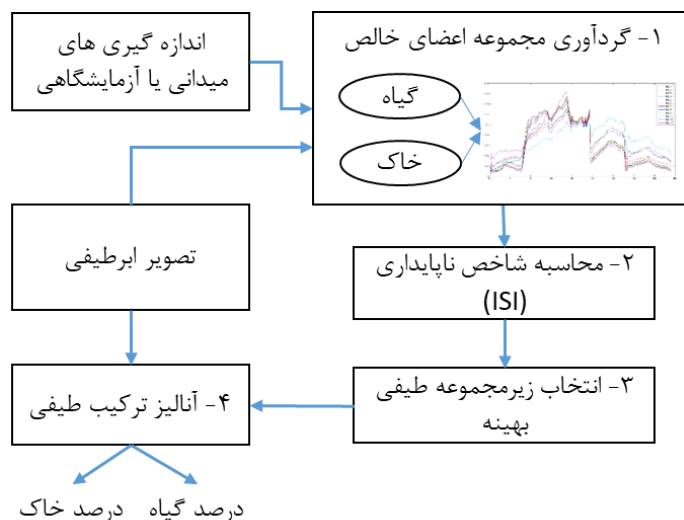 اندازه گیری های
میدانی یا آزمایشگاهی
۱- گردآوری مجموعه اعضای خالص
گیاه
خاک
تصویر ابرطیفی
۲- محاسبه شاخص ناپایداری
(ISI)
۳- انتخاب زیرمجموعه طیفی
بهینه
۴- آنالیز ترکیب طیفی
درصد گیاه
درصد خاک